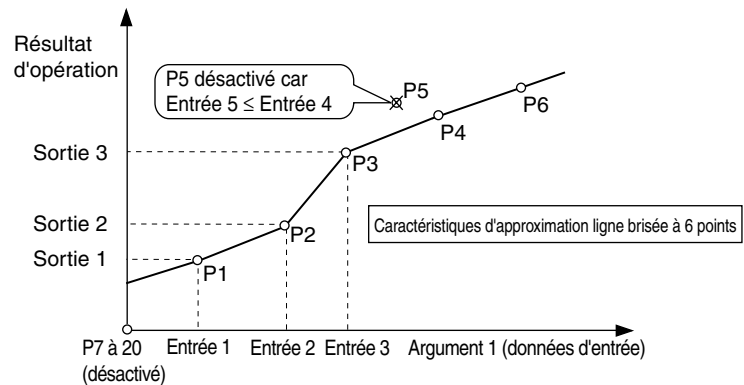 Résultat
d'opération
P5 désactivé car
Entrée 5 ≤ Entrée 4
P5
P6
P4
Sortie 3
P3
Sortie 2
P2
Caractéristiques d'approximation ligne brisée à 6 points
Sortie 1
P1
P7 à 20
(désactivé)
Entrée 1
Entrée 2
Entrée 3
Argument 1 (données d'entrée)